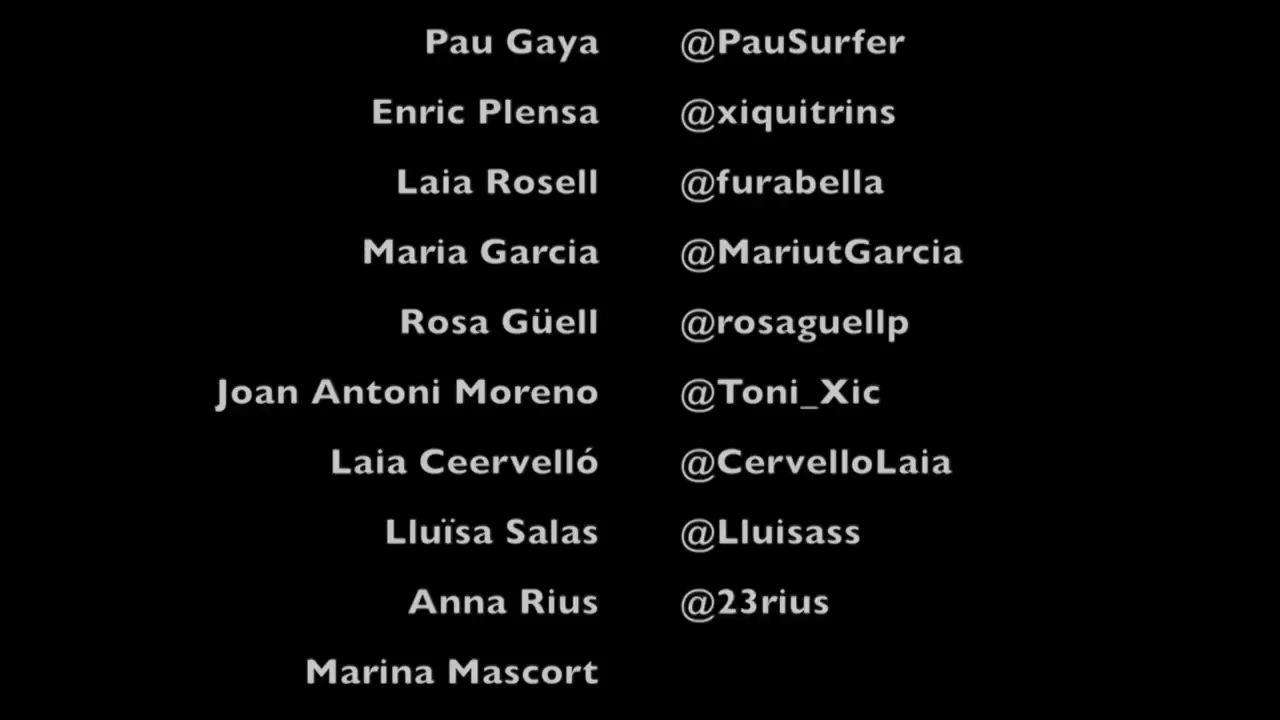 Pau Gaya @PauSurfer
Enric Plensa @xiquitrins
Laia Rosell @furabella
Maria Garcia @MariutGarcia
Rosa Güell @rosaguellp
Joan Antoni Moreno @Toni_Xic
Laia Ceervelló @CervelloLaia
Lluïsa Salas @Lluisass
Anna Rius @23rius
Marina Mascort